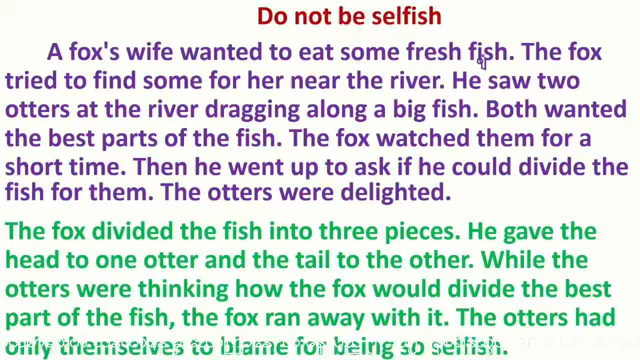 Do not be selfish
A fox's wife wanted to eat some fresh fish. The fox
tried to find some for her near the river. He saw two
otters at the river dragging along a big fish. Both wanted
the best parts of the fish. The fox watched them for a
short time. Then he went up to ask if he could divide the
fish for them. The otters were delighted.
The fox divided the fish into three pieces. He gave the
head to one otter and the tail to the other. While the
otters were thinking how the fox would divide the best
part of the fish, the fox ran away with it. The otters had
only themselves to blame for being so selfish.